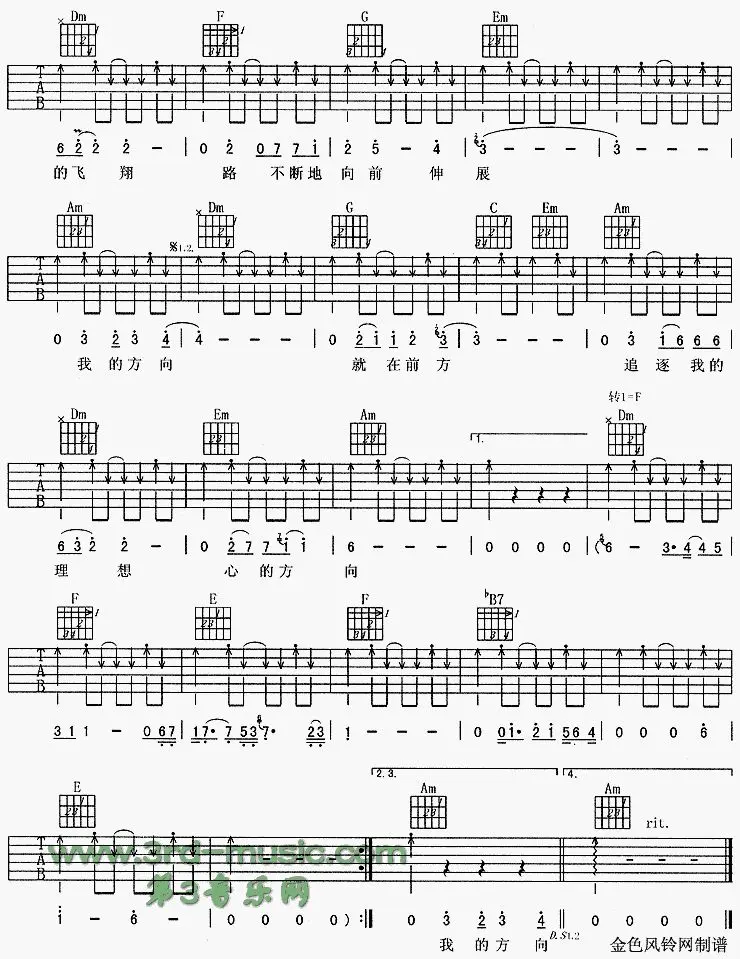 Dm F G Em
T A B
6 2 2 2 - | 0 2 0 7 7 1 | 2 5 - 4 | 3 - - - | 3 - - -
的飞 翔 路 不断地 向前 伸 展
Am Dm G C Em Am
𝄋1.2.
T A B
0 3 2 3 4 | 4 - - - | 0 2 1 1 2 3 | 3 - - - | 0 3 1 6 6 6
我 的方向 就 在前方 追 逐 我的
转1=F
Dm Em Am 1. Dm
T A B
6 3 2 2 - | 0 2 7 7 1 1 | 6 - - - | 0 0 0 0 | (6 - 3· 4 4 5
理 想 心 的方 向
F E F ♭B7
T A B
3 1 1 - 0 6 7 | 1 7· 7 5 3 7· 2 3 | 1 - - - | 0 0 1· 2 1 5 6 4 | 0 0 0 6
2. 3. 4.
E Am Am
rit.
T A B
www.3rd-music.com
第3音乐网
1 - 6 - | 0 0 0 0 ) :‖ 0 3 2 3 4 ‖ 0 0 0 0
我 的方向 D.S1.2 金色风铃网制谱